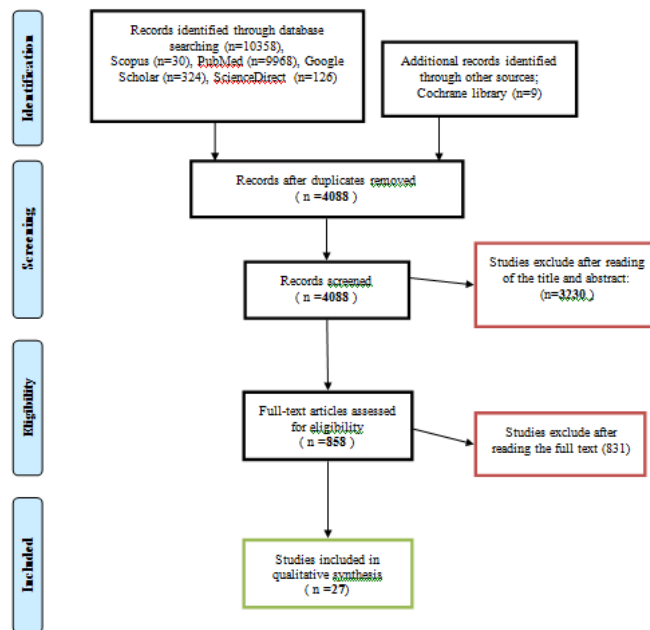 Identification
Records identified through database
searching (n=10358),
Scopus (n=30), PubMed (n=9968), Google
Scholar (n=324), ScienceDirect (n=126)
Additional records identified
through other sources;
Cochrane library (n=9)
Screening
Records after duplicates removed
( n =4088 )
Records screened
( n =4088 )
Studies exclude after reading
of the title and abstract:
(n=3230 )
Eligibility
Full-text articles assessed
for eligibility
( n =858 )
Studies exclude after
reading the full text (831)
Included
Studies included in
qualitative synthesis
( n =27)